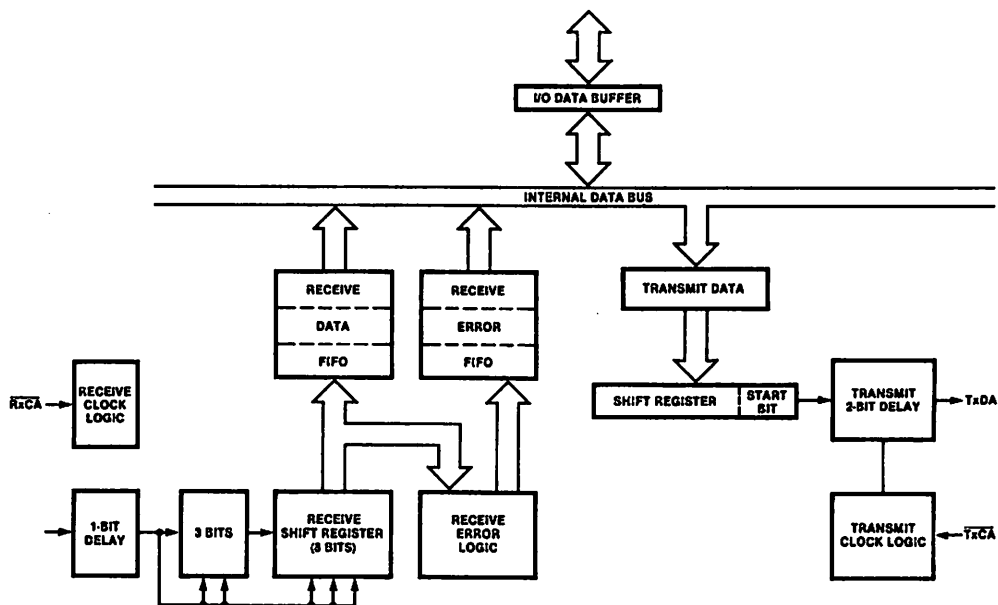 I/O DATA BUFFER
INTERNAL DATA BUS
RECEIVE
DATA
FIFO
RECEIVE
ERROR
FIFO
TRANSMIT DATA
RxCA
RECEIVE
CLOCK
LOGIC
SHIFT REGISTER
START
BIT
TRANSMIT
2-BIT DELAY
TxDA
1-BIT
DELAY
3 BITS
RECEIVE
SHIFT REGISTER
(3 BITS)
RECEIVE
ERROR
LOGIC
TRANSMIT
CLOCK LOGIC
TxCA